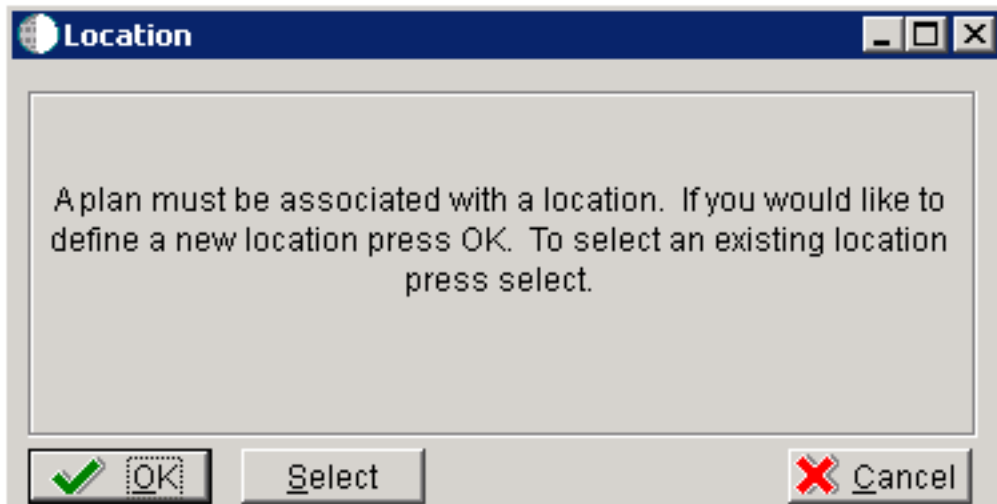 Location
A plan must be associated with a location.  If you would like to
define a new location press OK.  To select an existing location
press select.
OK
Select
Cancel